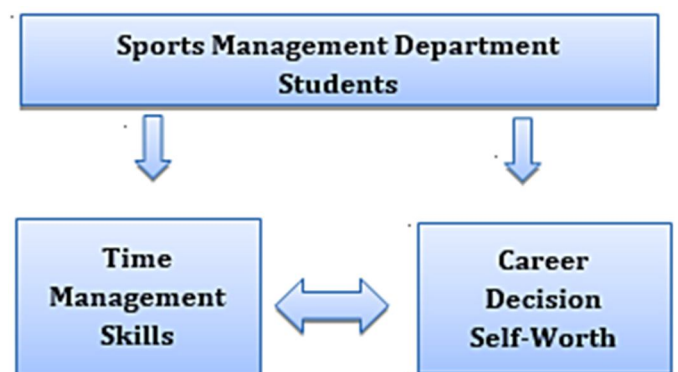 Sports Management Department
Students
Time
Management
Skills
Career
Decision
Self-Worth